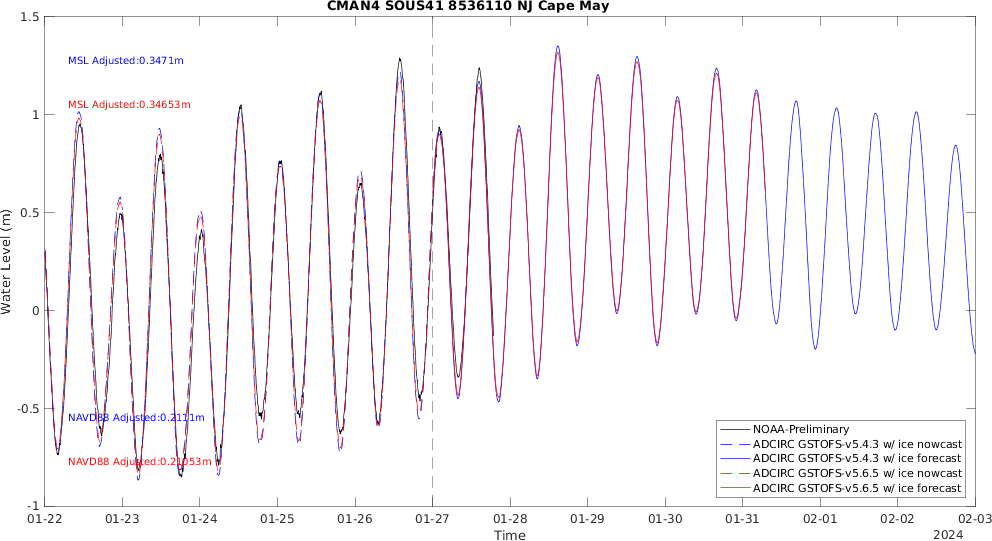 CMAN4 SOUS41 8536110 NJ Cape May
1.5
1
0.5
0
-0.5
-1
Water Level (m)
MSL Adjusted:0.3471m
MSL Adjusted:0.34653m
NAVD88 Adjusted:0.2111m
NAVD88 Adjusted:0.21053m
NOAA-Preliminary
ADCIRC GSTOFS-v5.4.3 w/ ice nowcast
ADCIRC GSTOFS-v5.4.3 w/ ice forecast
ADCIRC GSTOFS-v5.6.5 w/ ice nowcast
ADCIRC GSTOFS-v5.6.5 w/ ice forecast
01-22 01-23 01-24 01-25 01-26 01-27 01-28 01-29 01-30 01-31 02-01 02-02 02-03
Time
2024